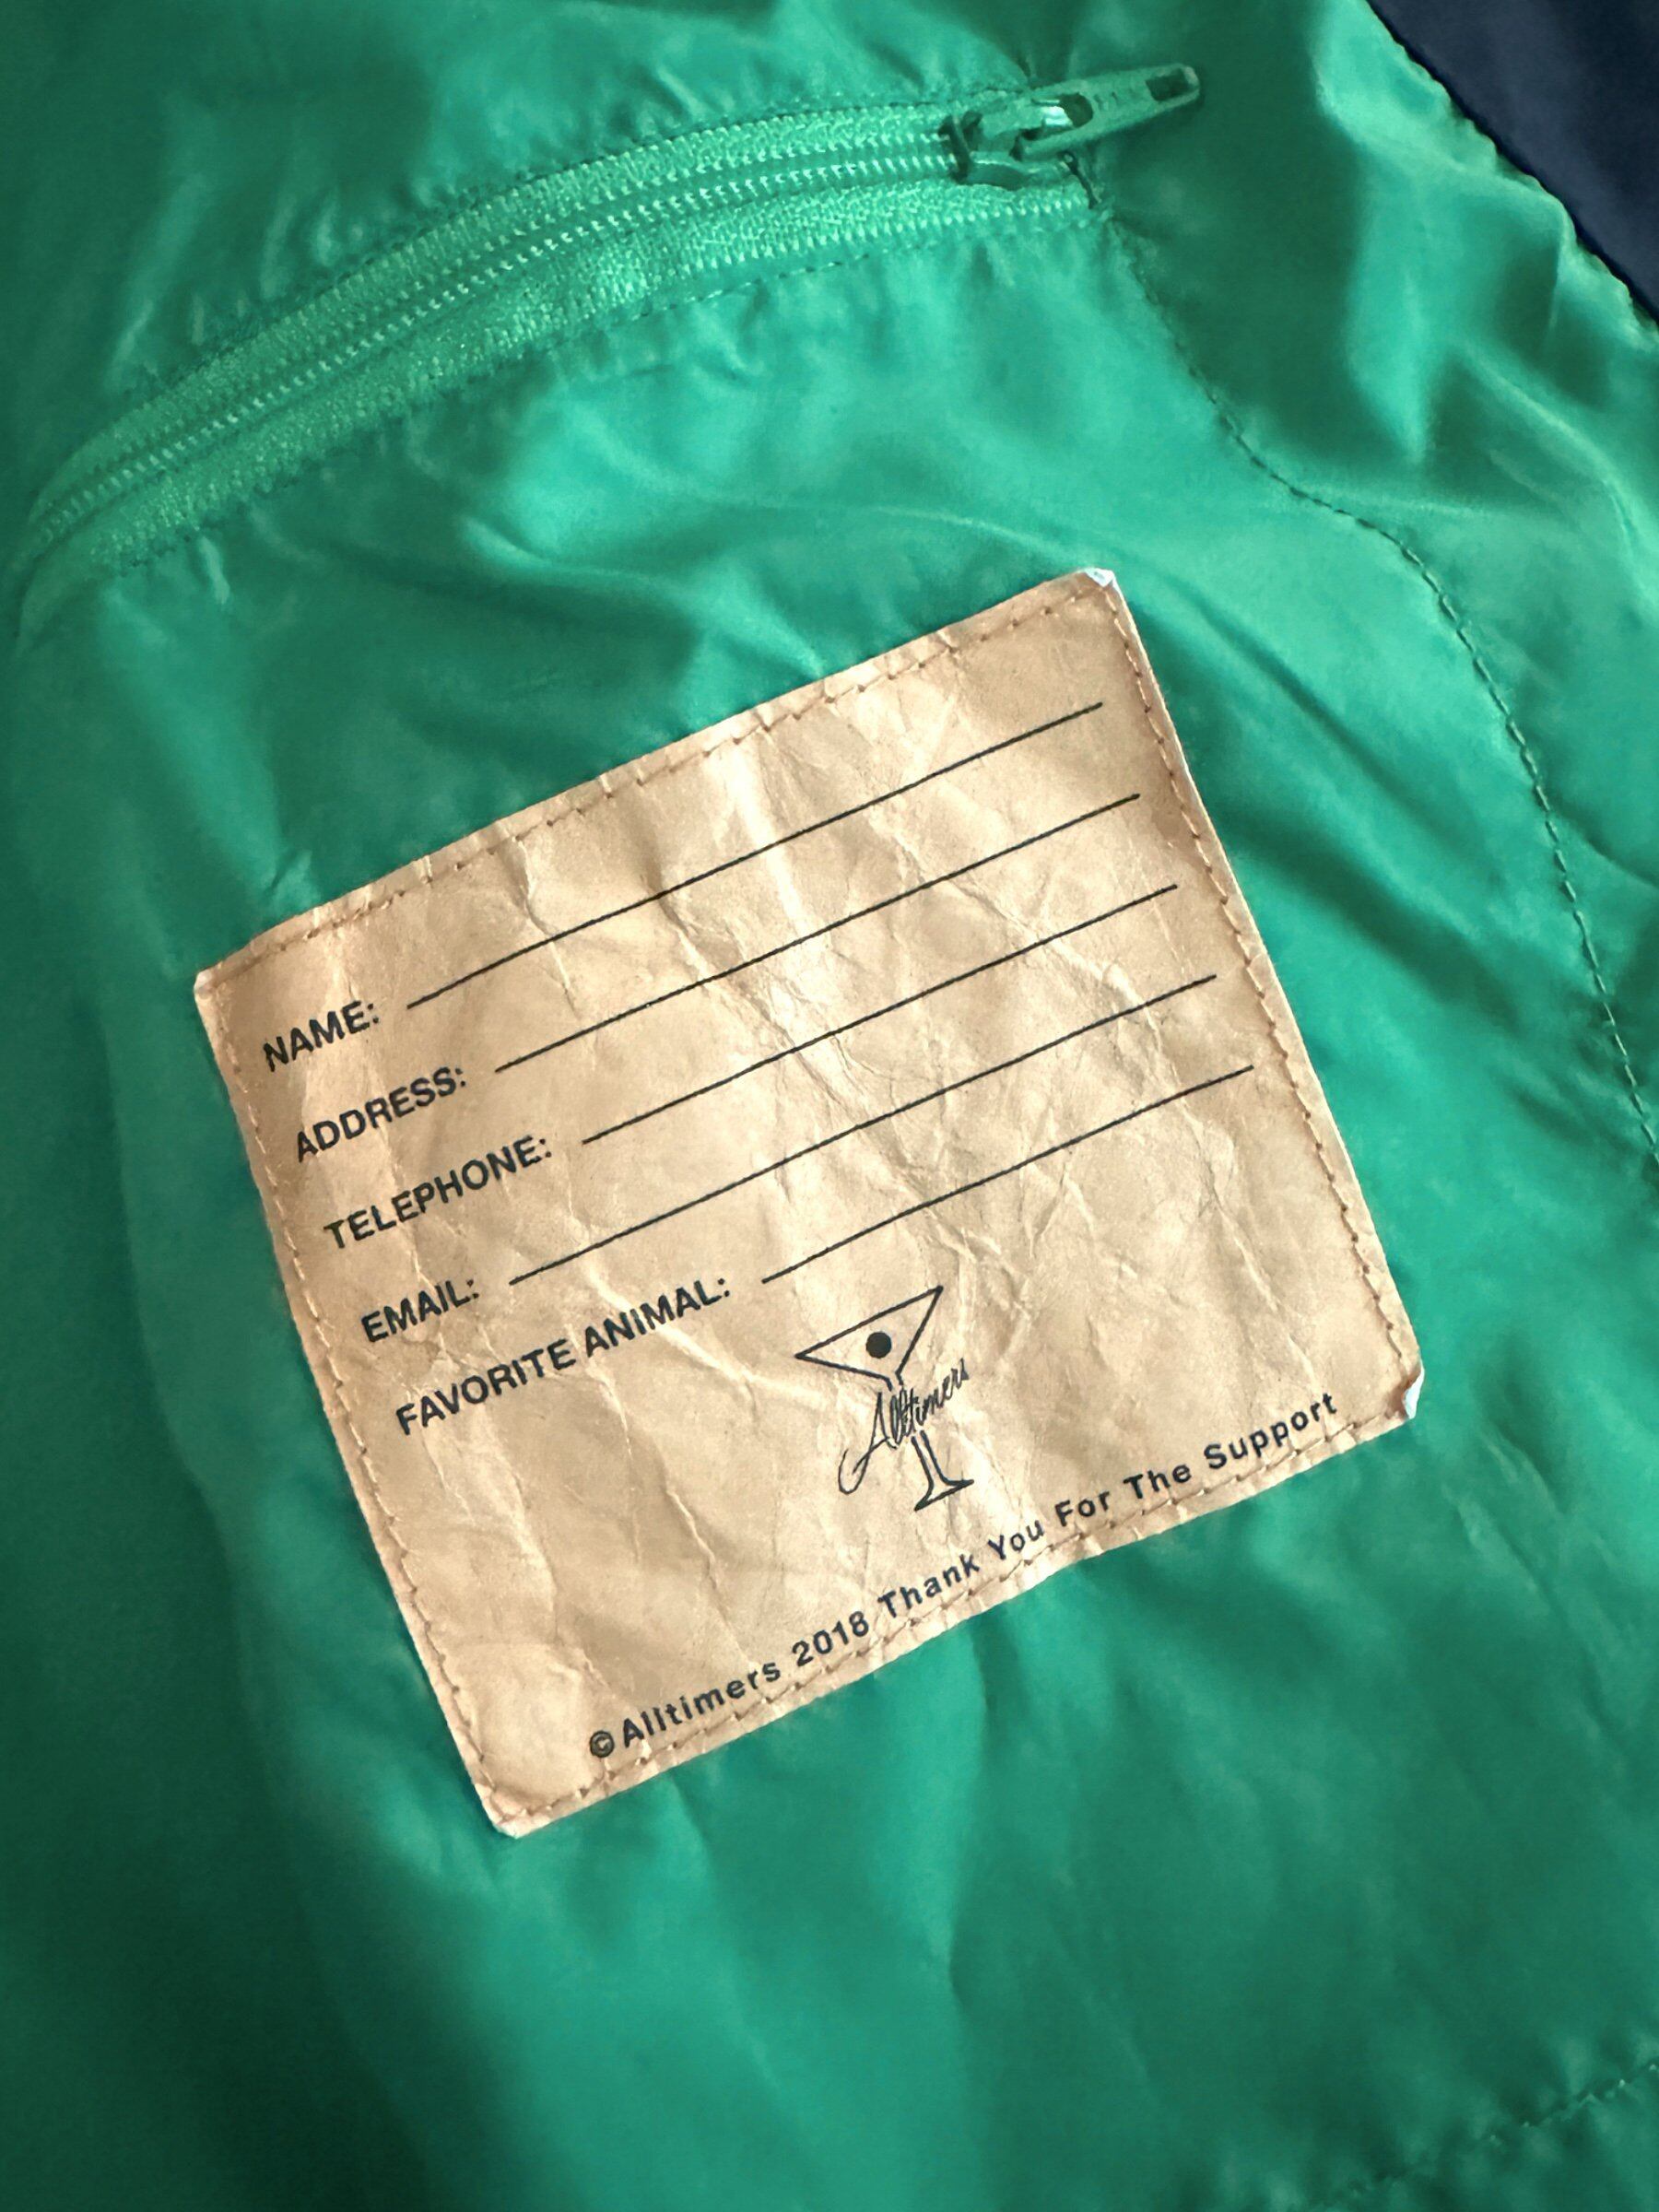 NAME:
ADDRESS:
TELEPHONE:
EMAIL:
FAVORITE ANIMAL:
Alltimers
©Alltimers 2018 Thank You For The Support